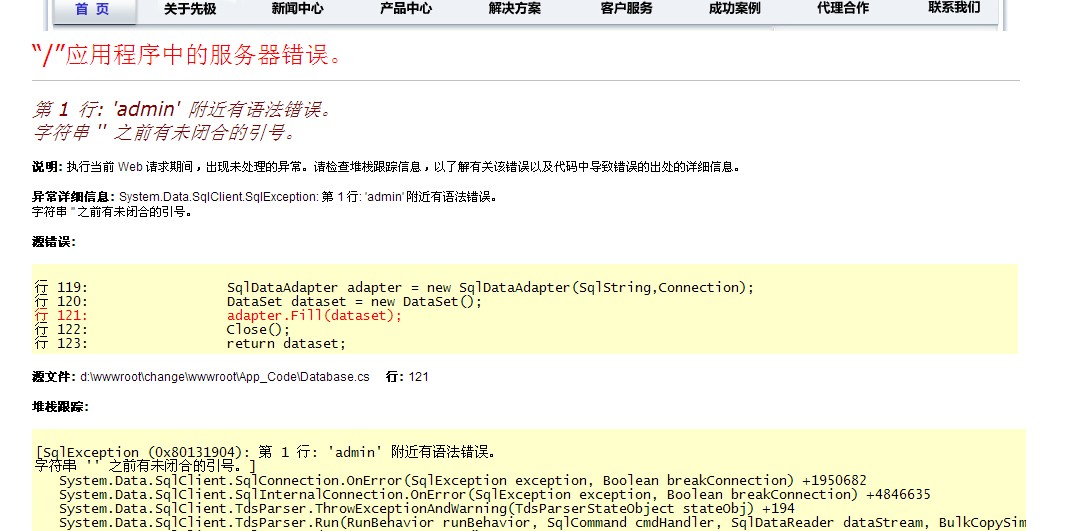 首 页 关于先极 新闻中心 产品中心 解决方案 客户服务 成功案例 代理合作 联系我们
“/”应用程序中的服务器错误。
第 1 行: 'admin' 附近有语法错误。
字符串 '' 之前有未闭合的引号。
说明: 执行当前 Web 请求期间，出现未处理的异常。请检查堆栈跟踪信息，以了解有关该错误以及代码中导致错误的出处的详细信息。
异常详细信息: System.Data.SqlClient.SqlException: 第 1 行: 'admin' 附近有语法错误。
字符串 '' 之前有未闭合的引号。
源错误:
行 119: SqlDataAdapter adapter = new SqlDataAdapter(SqlString,Connection);
行 120: DataSet dataset = new DataSet();
行 121: adapter.Fill(dataset);
行 122: Close();
行 123: return dataset;
源文件: d:\wwwroot\change\wwwroot\App_Code\Database.cs 行: 121
堆栈跟踪:
[SqlException (0x80131904): 第 1 行: 'admin' 附近有语法错误。
字符串 '' 之前有未闭合的引号。]
System.Data.SqlClient.SqlConnection.OnError(SqlException exception, Boolean breakConnection) +1950682
System.Data.SqlClient.SqlInternalConnection.OnError(SqlException exception, Boolean breakConnection) +4846635
System.Data.SqlClient.TdsParser.ThrowExceptionAndWarning(TdsParserStateObject stateObj) +194
System.Data.SqlClient.TdsParser.Run(RunBehavior runBehavior, SqlCommand cmdHandler, SqlDataReader dataStream, BulkCopySim